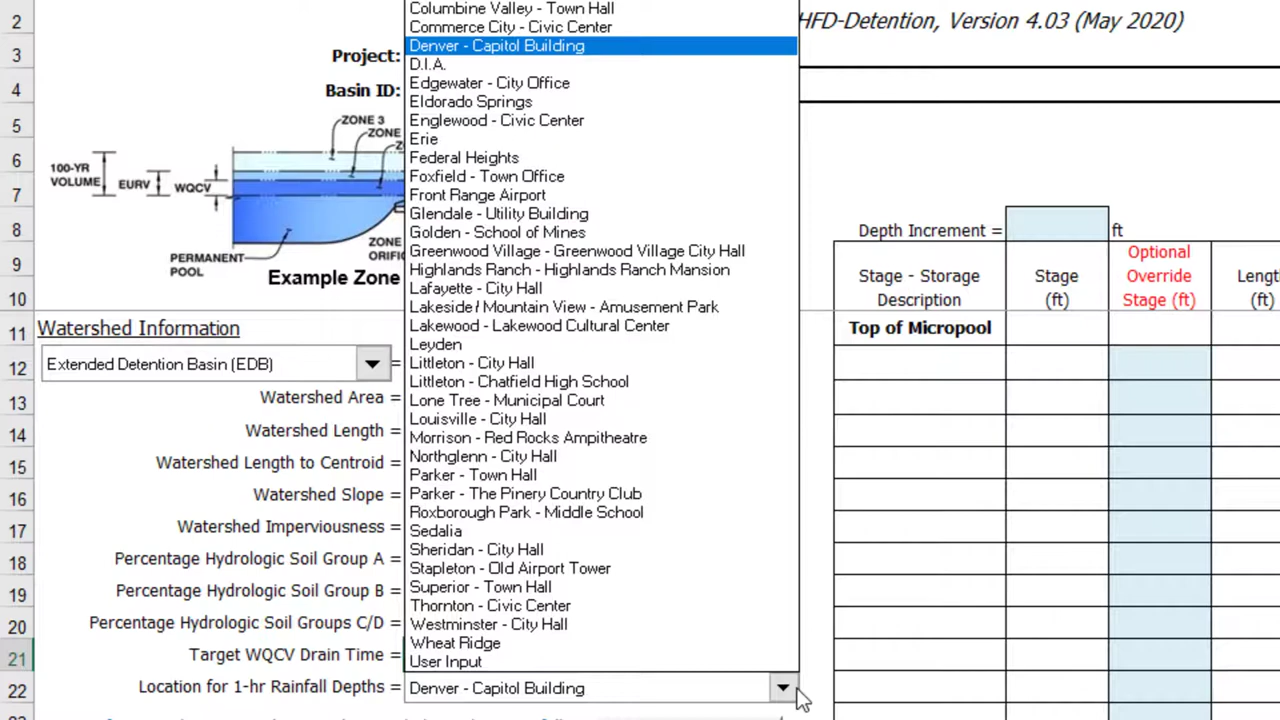 2
HFD-Detention, Version 4.03 (May 2020)
3
Project:
4
Basin ID:
5
6
7
8
9
10
11
12
13
14
15
16
17
18
19
20
21
22
Columbine Valley - Town Hall
Commerce City - Civic Center
Denver - Capitol Building
D.I.A.
Edgewater - City Office
Eldorado Springs
Englewood - Civic Center
Erie
Federal Heights
Foxfield - Town Office
Front Range Airport
Glendale - Utility Building
Golden - School of Mines
Greenwood Village - Greenwood Village City Hall
Highlands Ranch - Highlands Ranch Mansion
Lafayette - City Hall
Lakeside / Mountain View - Amusement Park
Lakewood - Lakewood Cultural Center
Leyden
Littleton - City Hall
Littleton - Chatfield High School
Lone Tree - Municipal Court
Louisville - City Hall
Morrison - Red Rocks Ampitheatre
Northglenn - City Hall
Parker - Town Hall
Parker - The Pinery Country Club
Roxborough Park - Middle School
Sedalia
Sheridan - City Hall
Stapleton - Old Airport Tower
Superior - Town Hall
Thornton - Civic Center
Westminster - City Hall
Wheat Ridge
User Input
Denver - Capitol Building
ZONE 3
ZONE
100-YR
VOLUME
EURV
WQCV
PERMANENT
POOL
ZONE
Example Zone
Watershed Information
Extended Detention Basin (EDB)
=
Watershed Area =
Watershed Length =
Watershed Length to Centroid =
Watershed Slope =
Watershed Imperviousness =
Percentage Hydrologic Soil Group A =
Percentage Hydrologic Soil Group B =
Percentage Hydrologic Soil Groups C/D =
Target WQCV Drain Time =
Location for 1-hr Rainfall Depths =
Depth Increment =
ft
Stage - Storage
Description
Stage
(ft)
Optional
Override
Stage (ft)
Length
(ft)
Top of Micropool